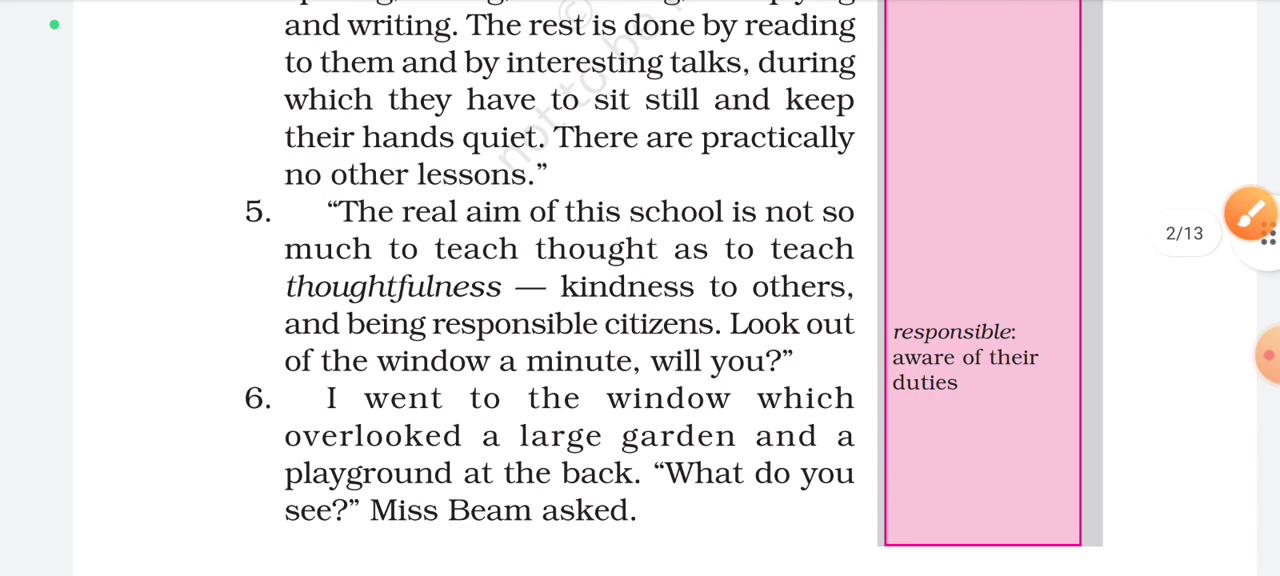 and writing. The rest is done by reading
to them and by interesting talks, during
which they have to sit still and keep
their hands quiet. There are practically
no other lessons.”
5. “The real aim of this school is not so
much to teach thought as to teach
thoughtfulness — kindness to others,
and being responsible citizens. Look out
of the window a minute, will you?”
6. I went to the window which
overlooked a large garden and a
playground at the back. “What do you
see?” Miss Beam asked.
responsible:
aware of their
duties
2/13
© not to be